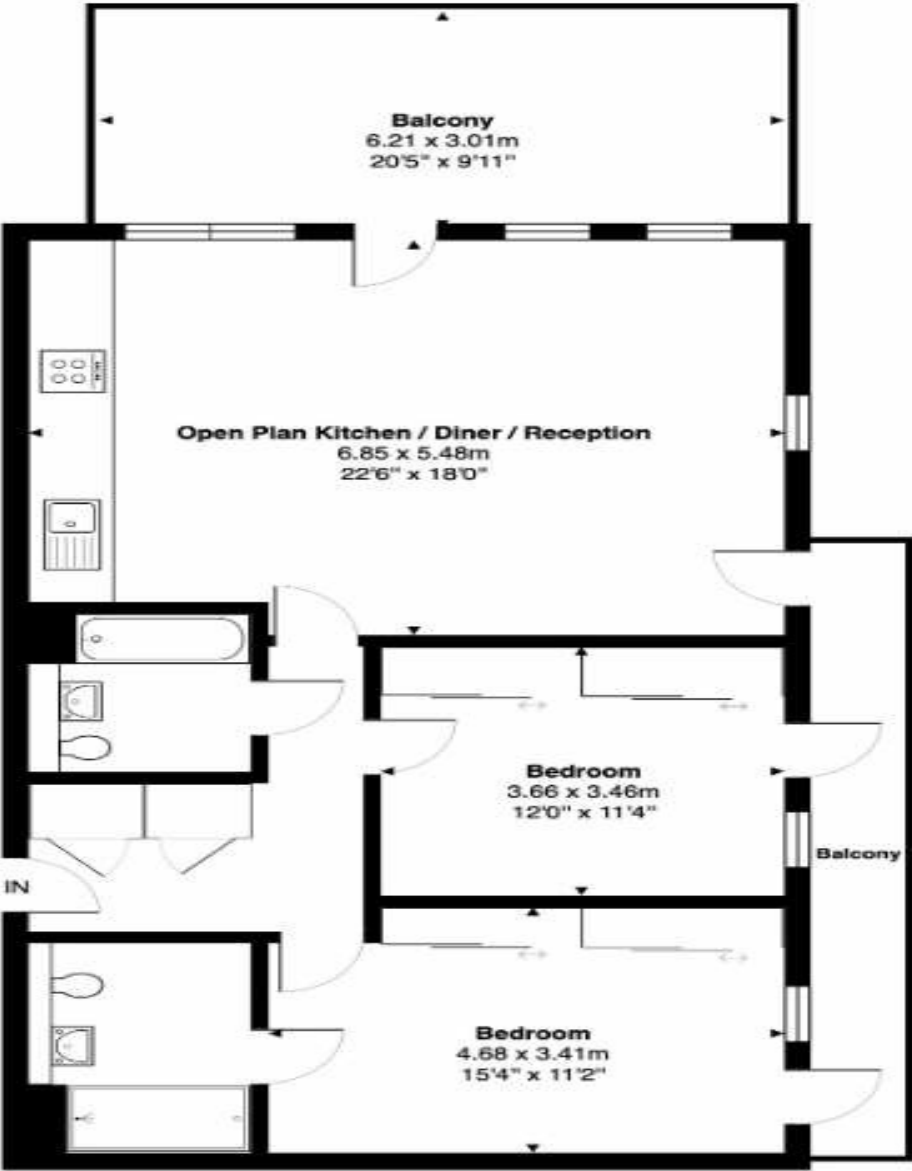 Balcony
6.21 x 3.01m
20'5" x 9'11"
Open Plan Kitchen / Diner / Reception
6.85 x 5.48m
22'6" x 18'0"
Bedroom
3.66 x 3.46m
12'0" x 11'4"
Balcony
IN
Bedroom
4.68 x 3.41m
15'4" x 11'2"